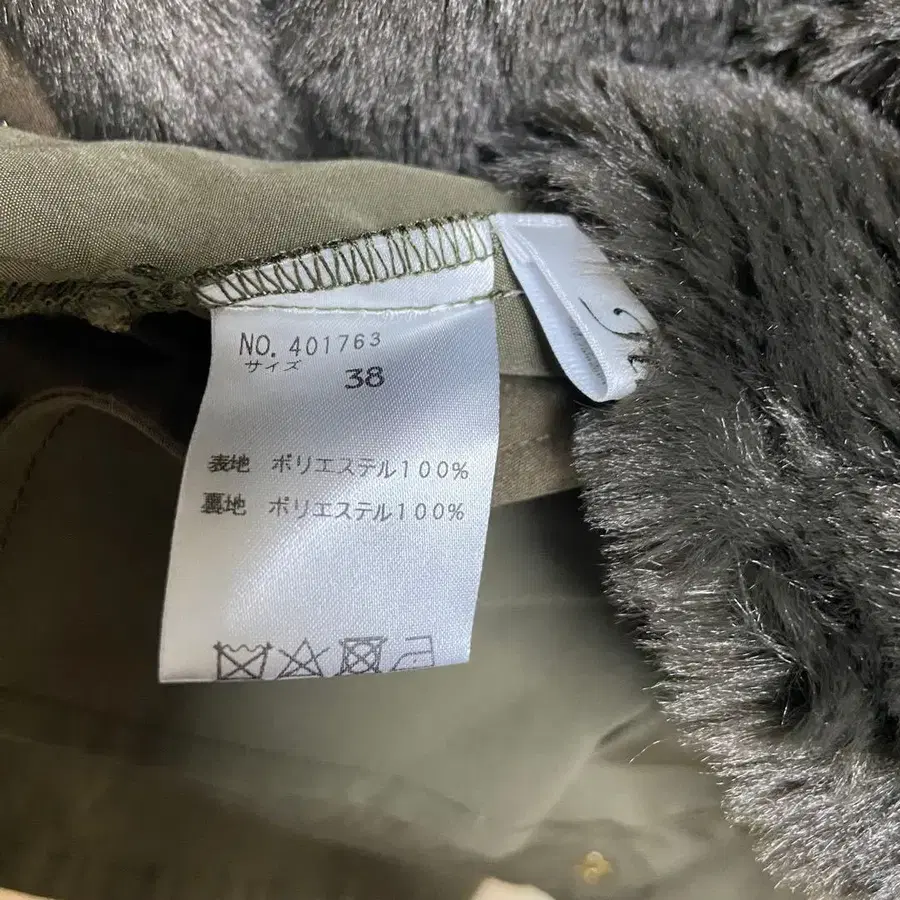 NO. 401763
サイズ
38
表地 ポリエステル100%
裏地 ポリエステル100%